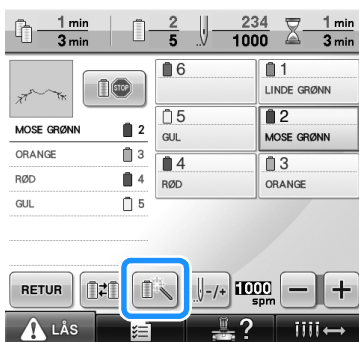 1 min 2 234 1 min
3 min 5 1000 3 min
STOP
6 1
LINDE GRØNN
MOSE GRØNN 2
ORANGE 3
RØD 4
GUL 5
5 2
GUL MOSE GRØNN
4 3
RØD ORANGE
RETUR -/+ 1000 spm - +
LÅS ?